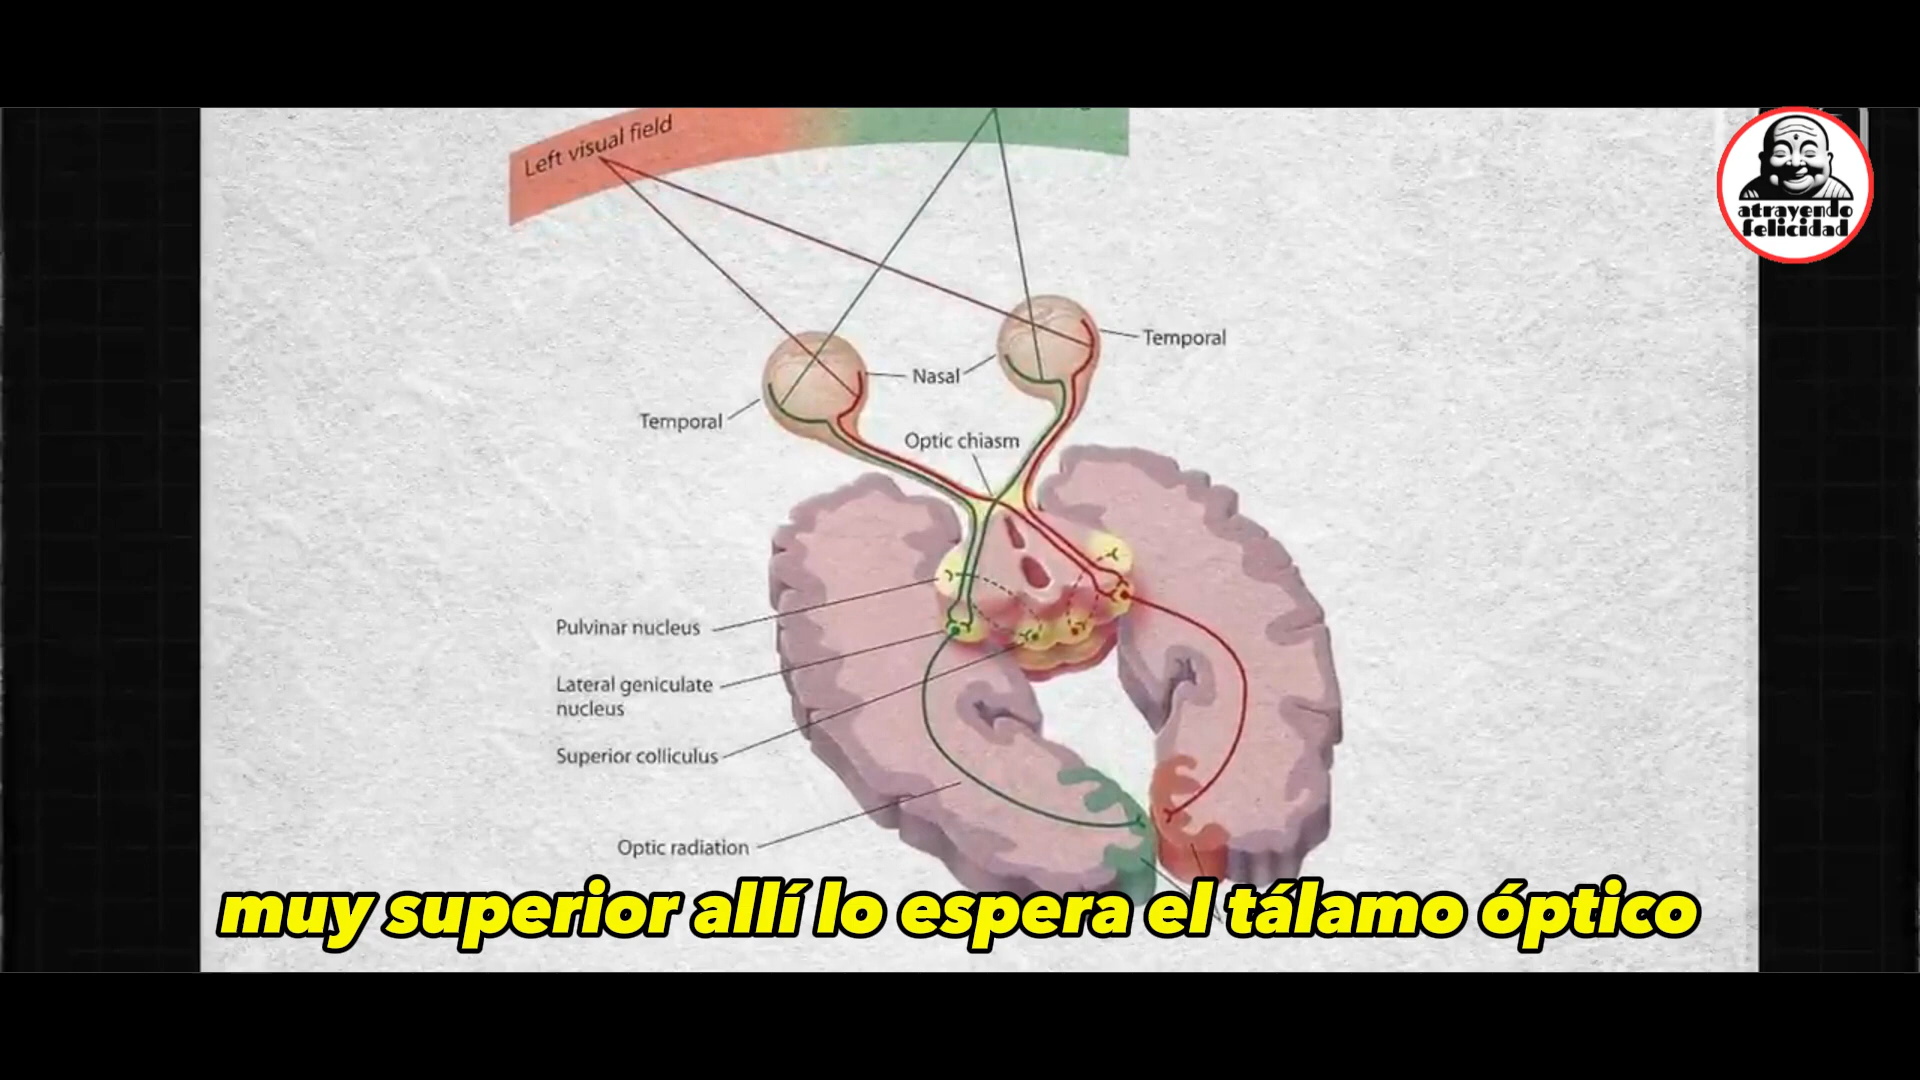 Left visual field
atrayendo
felicidad
Temporal
Nasal
Temporal
Optic chiasm
Pulvinar nucleus
Lateral geniculate
nucleus
Superior colliculus
Optic radiation
muy superior allí lo espera el tálamo óptico